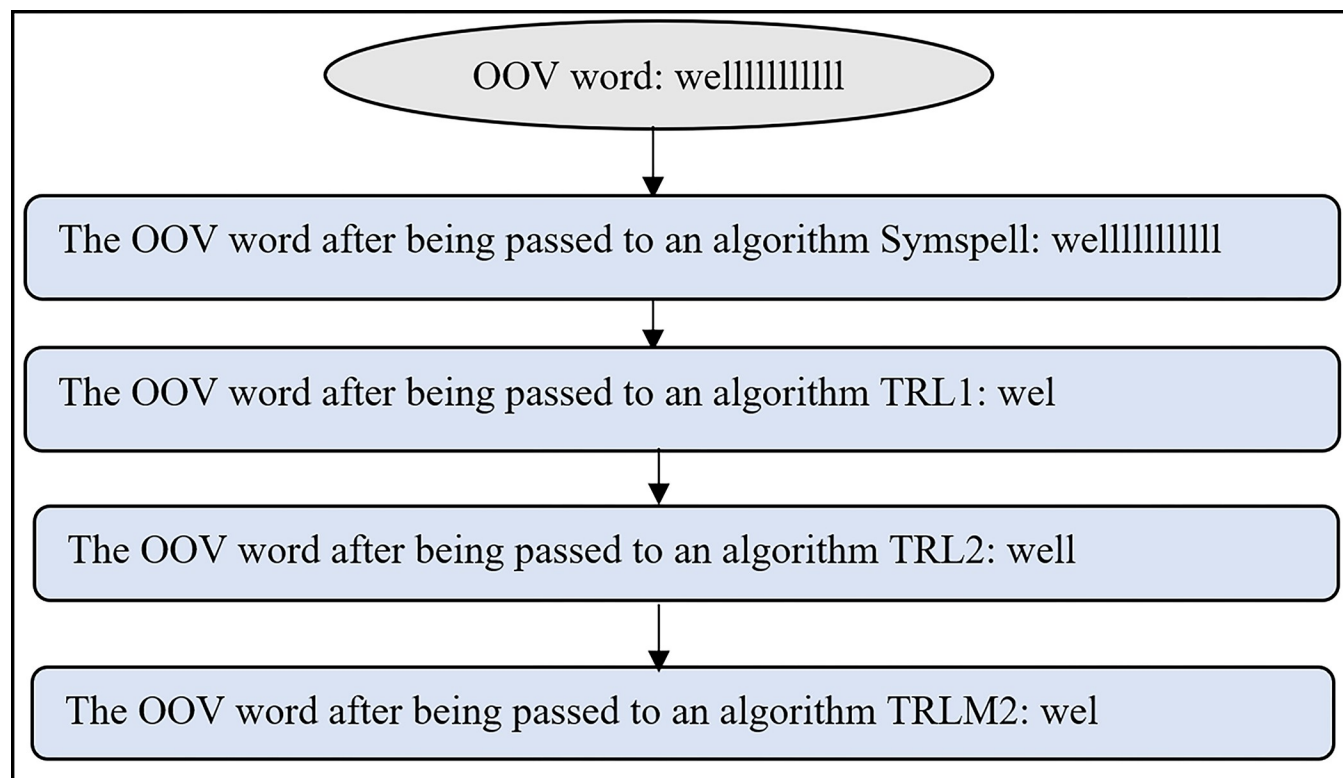 OOV word: welllllllllll
The OOV word after being passed to an algorithm Symspell: welllllllllll
The OOV word after being passed to an algorithm TRL1: wel
The OOV word after being passed to an algorithm TRL2: well
The OOV word after being passed to an algorithm TRLM2: wel